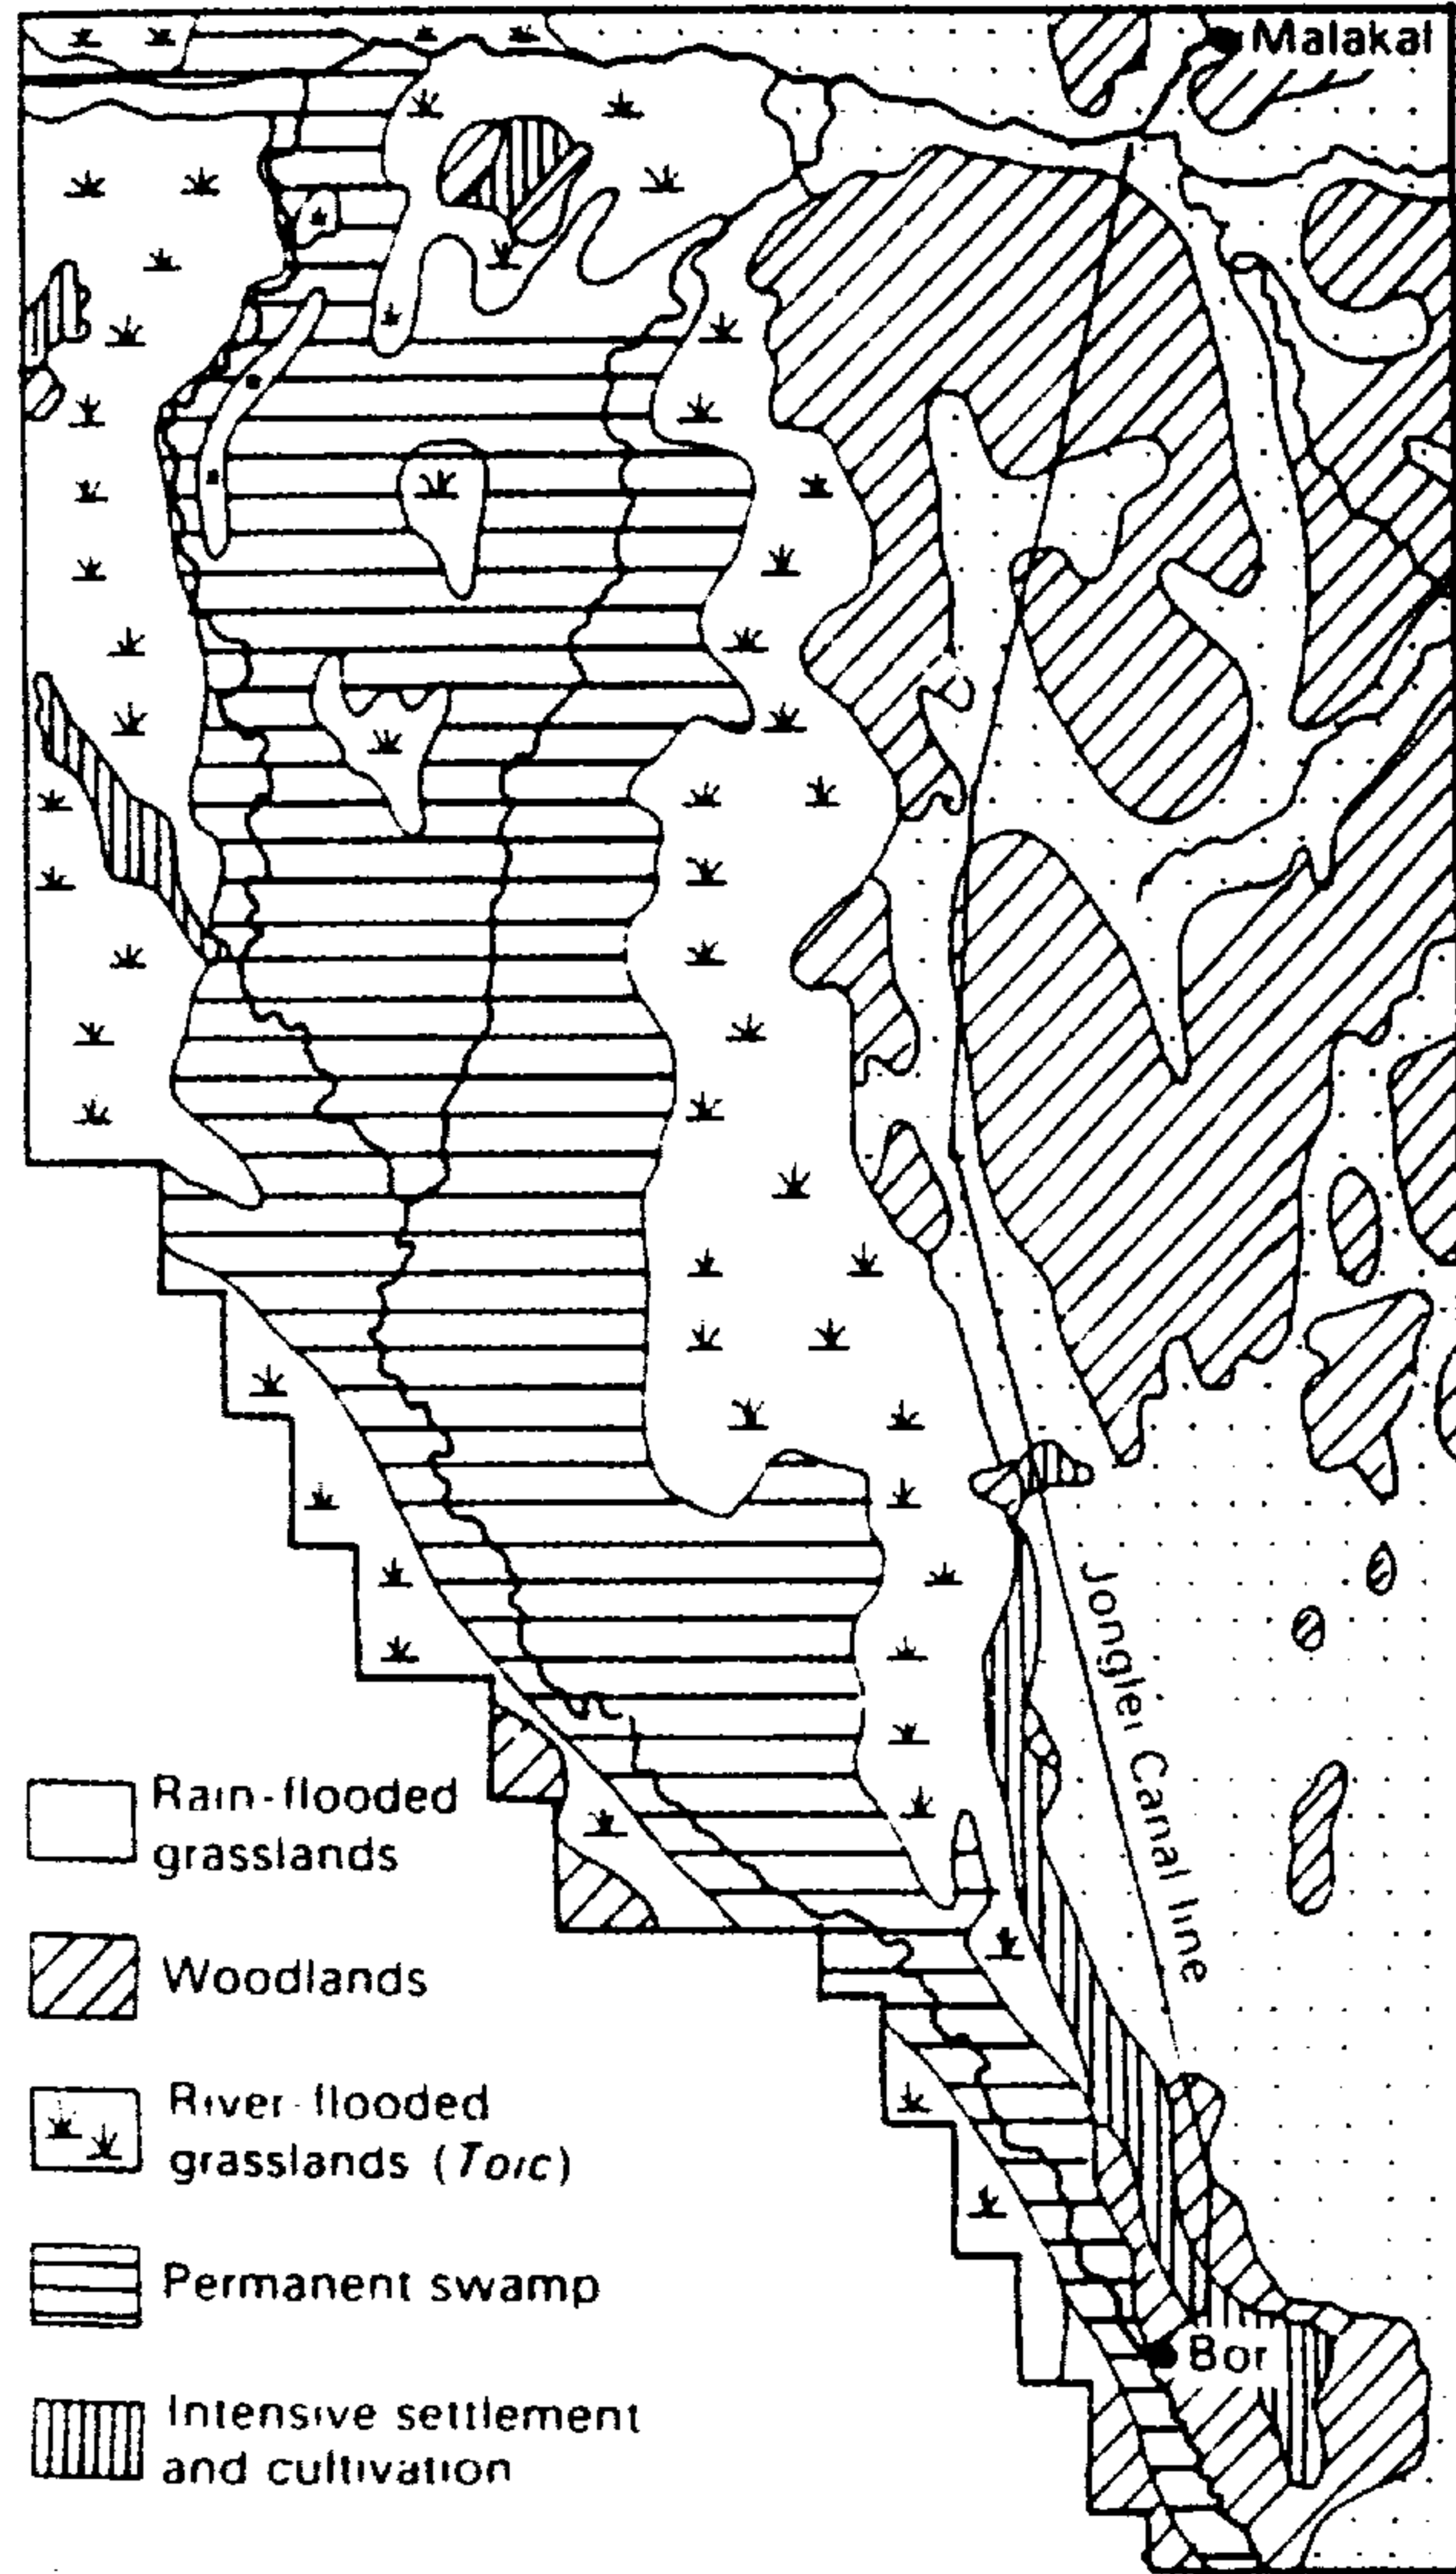 Malakal
Jonglei Canal line
Rain-flooded
grasslands
Woodlands
River-flooded
grasslands (Toic)
Permanent swamp
Intensive settlement
and cultivation
Bor